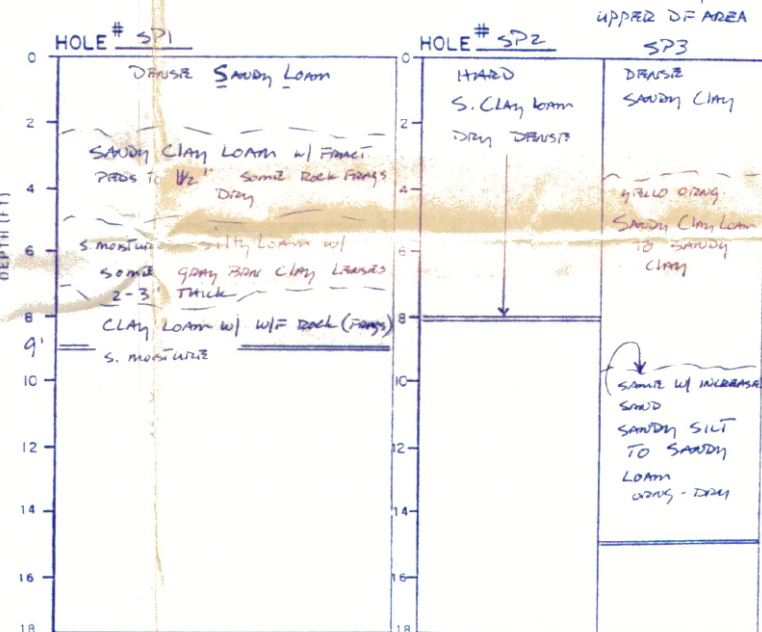 UPPER DF AREA
HOLE # SP1
DENSE SANDY LOAM
SANDY CLAY LOAM W/ FRACT.
PEDS TO 1/2" SOME ROCK FRAGS
DRY
S. MOISTURE SILTY LOAM W/
SOME GRAY BRN CLAY LENSES
2-3" THICK
CLAY LOAM W/ W/F ROCK (FRAGS)
S. MOISTURE
DEPTH (FT)
0
2
4
6
8
9'
10
12
14
16
18
HOLE # SP2
HARD
S. CLAY LOAM
DRY DENSE
0
2
4
6
8
10
12
14
16
18
SP3
DENSE
SANDY CLAY
YELLO ORNG.
SANDY CLAY LOAM
TO SANDY
CLAY
SAME W/ INCREASE
SAND
SANDY SILT
TO SANDY
LOAM
ORNG - DRY